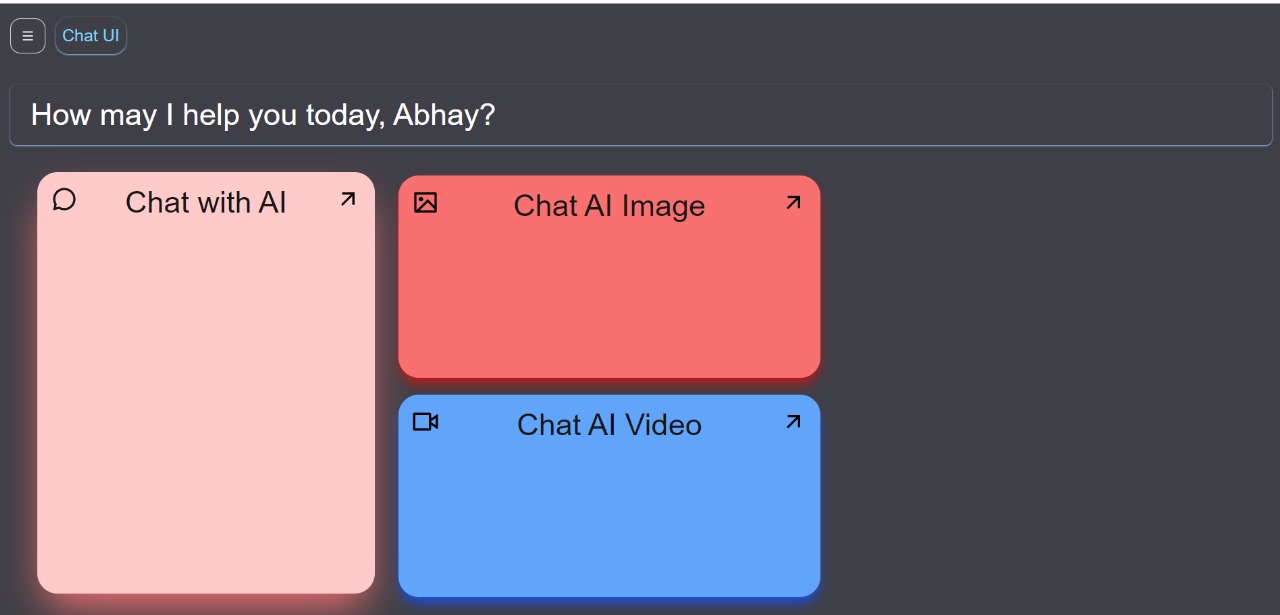 Chat UI
How may I help you today, Abhay?
Chat with AI
Chat AI Image
Chat AI Video